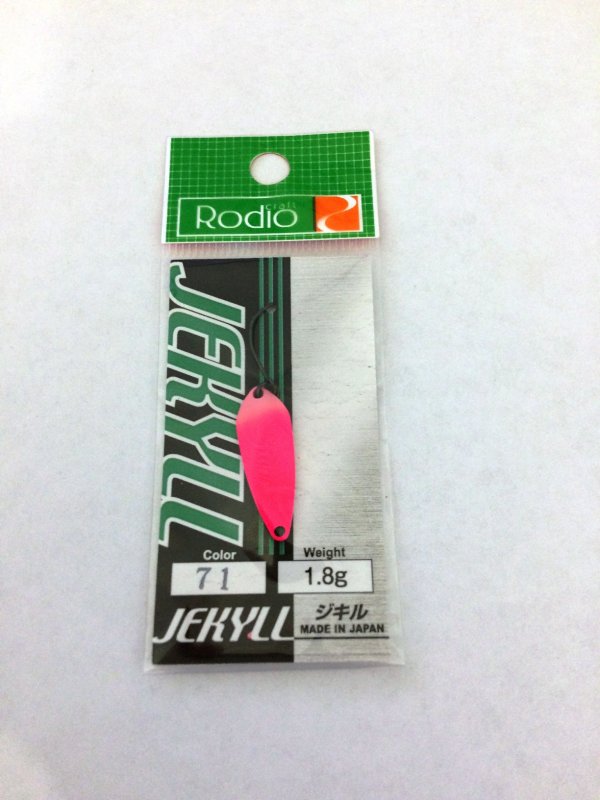 craft
Rodio
JEKYLL
Color
71
Weight
1.8g
JEKYLL
ジキル
MADE IN JAPAN